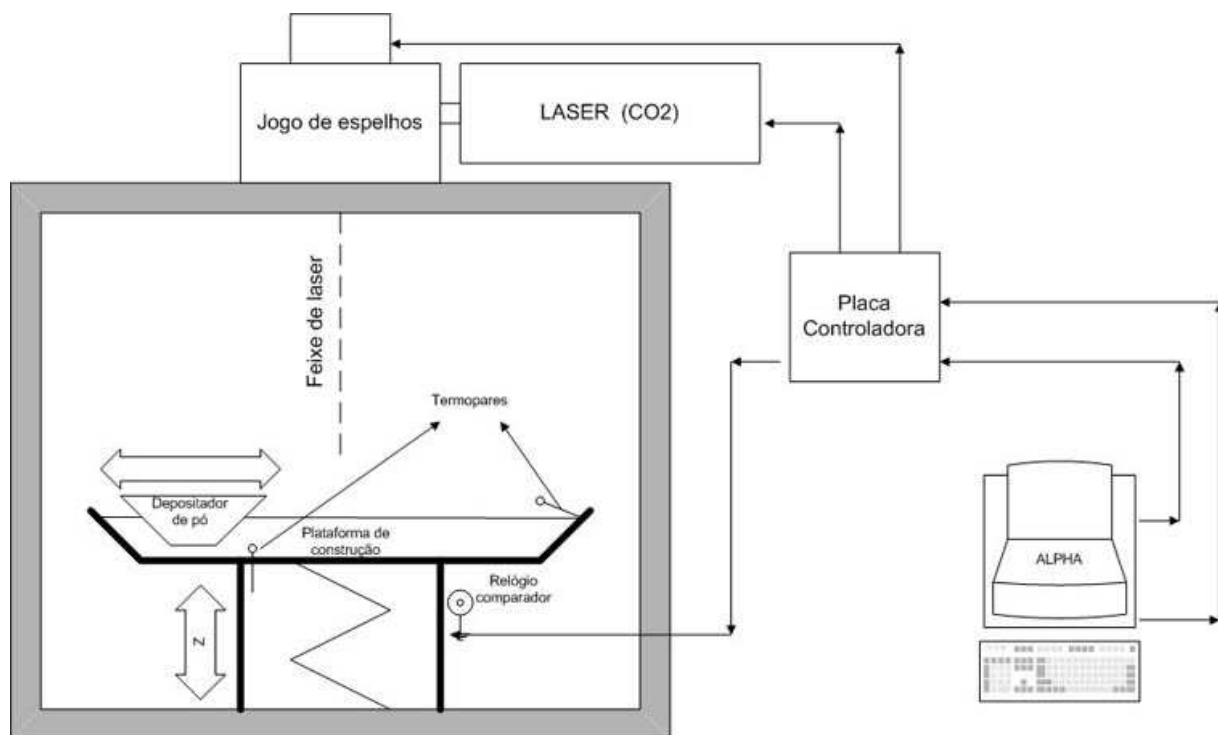 Jogo de espelhos
LASER (CO2)
Feixe de laser
Placa
Controladora
Termopares
Depositador
de pó
Plataforma de
construção
Relógio
comparador
Z
ALPHA